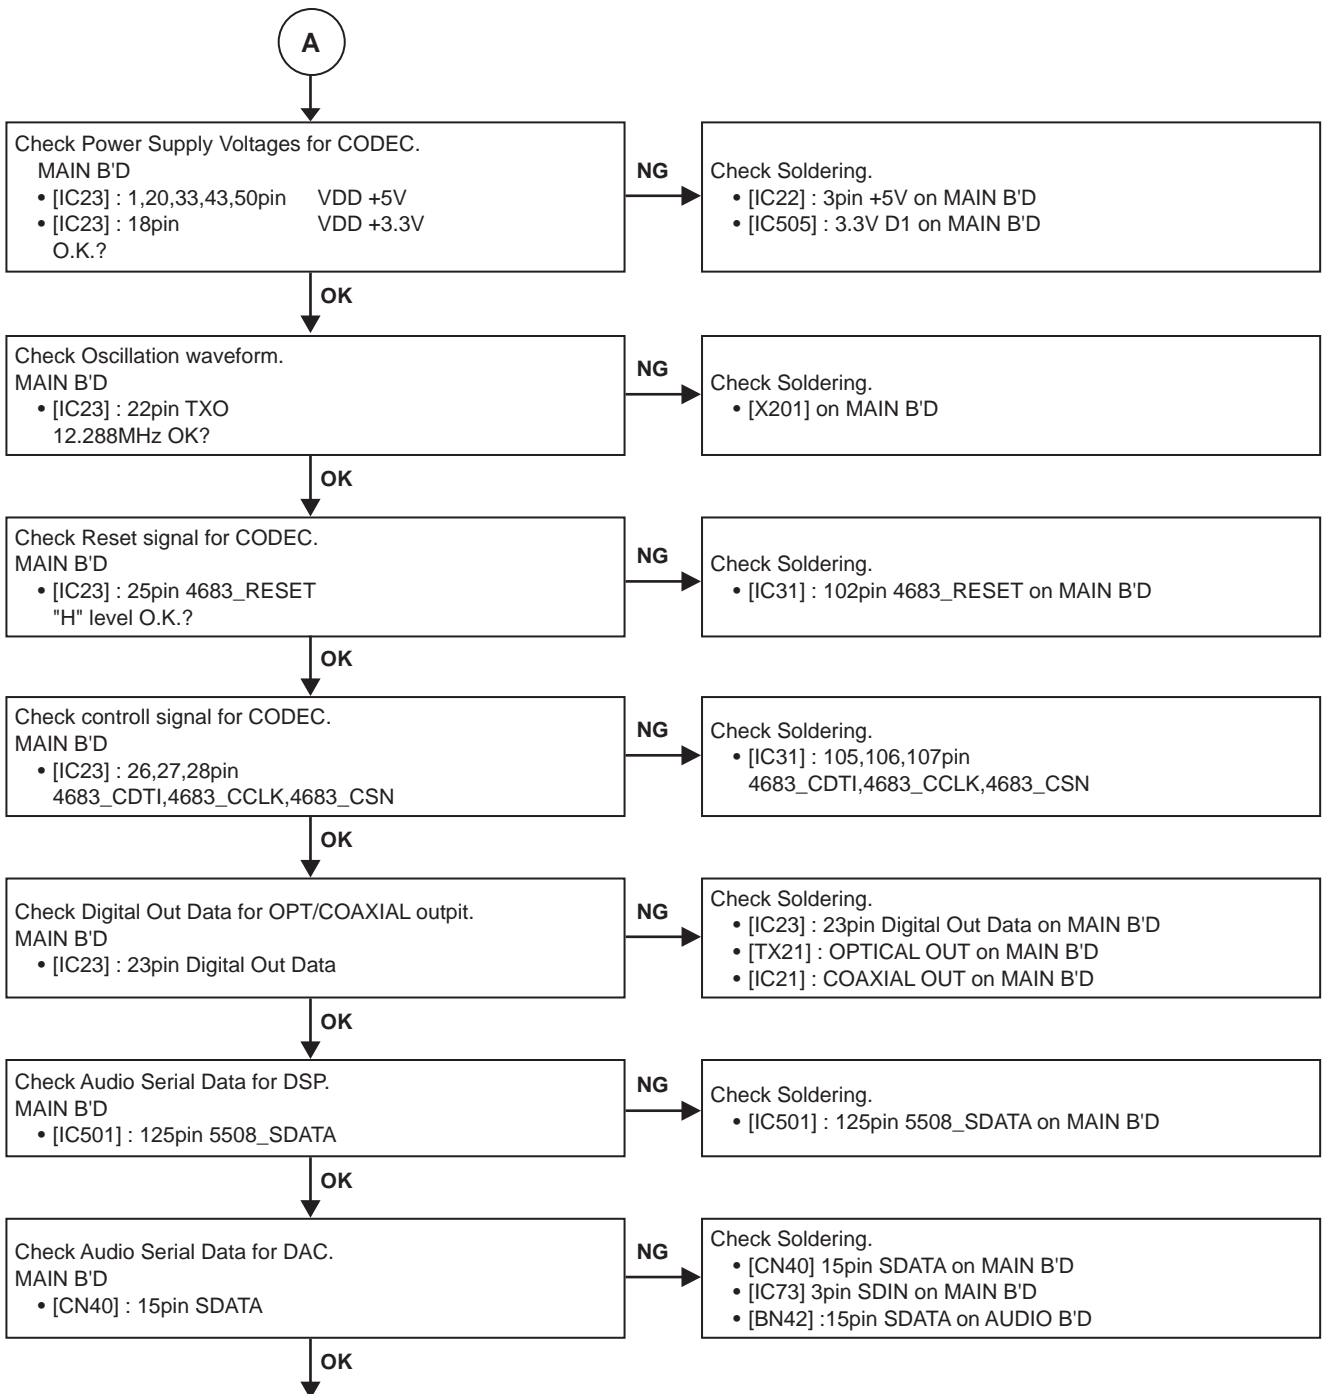 A
Check Power Supply Voltages for CODEC.
MAIN B'D
• [IC23] : 1,20,33,43,50pin VDD +5V
• [IC23] : 18pin VDD +3.3V
O.K.?
NG
Check Soldering.
• [IC22] : 3pin +5V on MAIN B'D
• [IC505] : 3.3V D1 on MAIN B'D
OK
Check Oscillation waveform.
MAIN B'D
• [IC23] : 22pin TXO
12.288MHz OK?
NG
Check Soldering.
• [X201] on MAIN B'D
OK
Check Reset signal for CODEC.
MAIN B'D
• [IC23] : 25pin 4683_RESET
"H" level O.K.?
NG
Check Soldering.
• [IC31] : 102pin 4683_RESET on MAIN B'D
OK
Check controll signal for CODEC.
MAIN B'D
• [IC23] : 26,27,28pin
4683_CDTI,4683_CCLK,4683_CSN
NG
Check Soldering.
• [IC31] : 105,106,107pin
4683_CDTI,4683_CCLK,4683_CSN
OK
Check Digital Out Data for OPT/COAXIAL outpit.
MAIN B'D
• [IC23] : 23pin Digital Out Data
NG
Check Soldering.
• [IC23] : 23pin Digital Out Data on MAIN B'D
• [TX21] : OPTICAL OUT on MAIN B'D
• [IC21] : COAXIAL OUT on MAIN B'D
OK
Check Audio Serial Data for DSP.
MAIN B'D
• [IC501] : 125pin 5508_SDATA
NG
Check Soldering.
• [IC501] : 125pin 5508_SDATA on MAIN B'D
OK
Check Audio Serial Data for DAC.
MAIN B'D
• [CN40] : 15pin SDATA
NG
Check Soldering.
• [CN40] 15pin SDATA on MAIN B'D
• [IC73] 3pin SDIN on MAIN B'D
• [BN42] :15pin SDATA on AUDIO B'D
OK